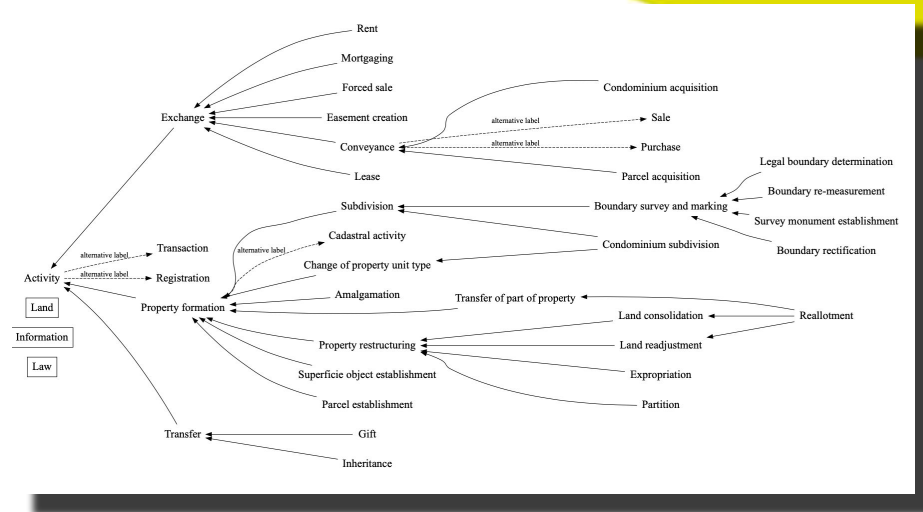 Rent
Mortgaging
Forced sale
Condominium acquisition
Exchange
Easement creation
alternative label
Sale
Conveyance
alternative label
Purchase
Legal boundary determination
Lease
Parcel acquisition
Boundary re-measurement
Subdivision
Boundary survey and marking
Survey monument establishment
Cadastral activity
Transaction
alternative label
alternative label
Condominium subdivision
Boundary rectification
Change of property unit type
Activity
alternative label
Registration
Amalgamation
Transfer of part of property
Land
Property formation
Land consolidation
Reallotment
Information
Property restructuring
Land readjustment
Law
Superficie object establishment
Expropriation
Parcel establishment
Partition
Transfer
Gift
Inheritance